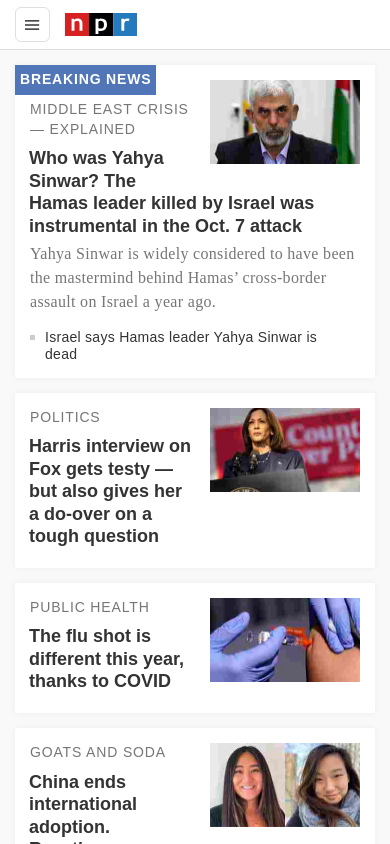 npr
BREAKING NEWS
MIDDLE EAST CRISIS
— EXPLAINED
Who was Yahya
Sinwar? The
Hamas leader killed by Israel was
instrumental in the Oct. 7 attack
Yahya Sinwar is widely considered to have been
the mastermind behind Hamas’ cross-border
assault on Israel a year ago.
Israel says Hamas leader Yahya Sinwar is
dead
POLITICS
Harris interview on
Fox gets testy —
but also gives her
a do-over on a
tough question
Count
PUBLIC HEALTH
The flu shot is
different this year,
thanks to COVID
GOATS AND SODA
China ends
international
adoption.